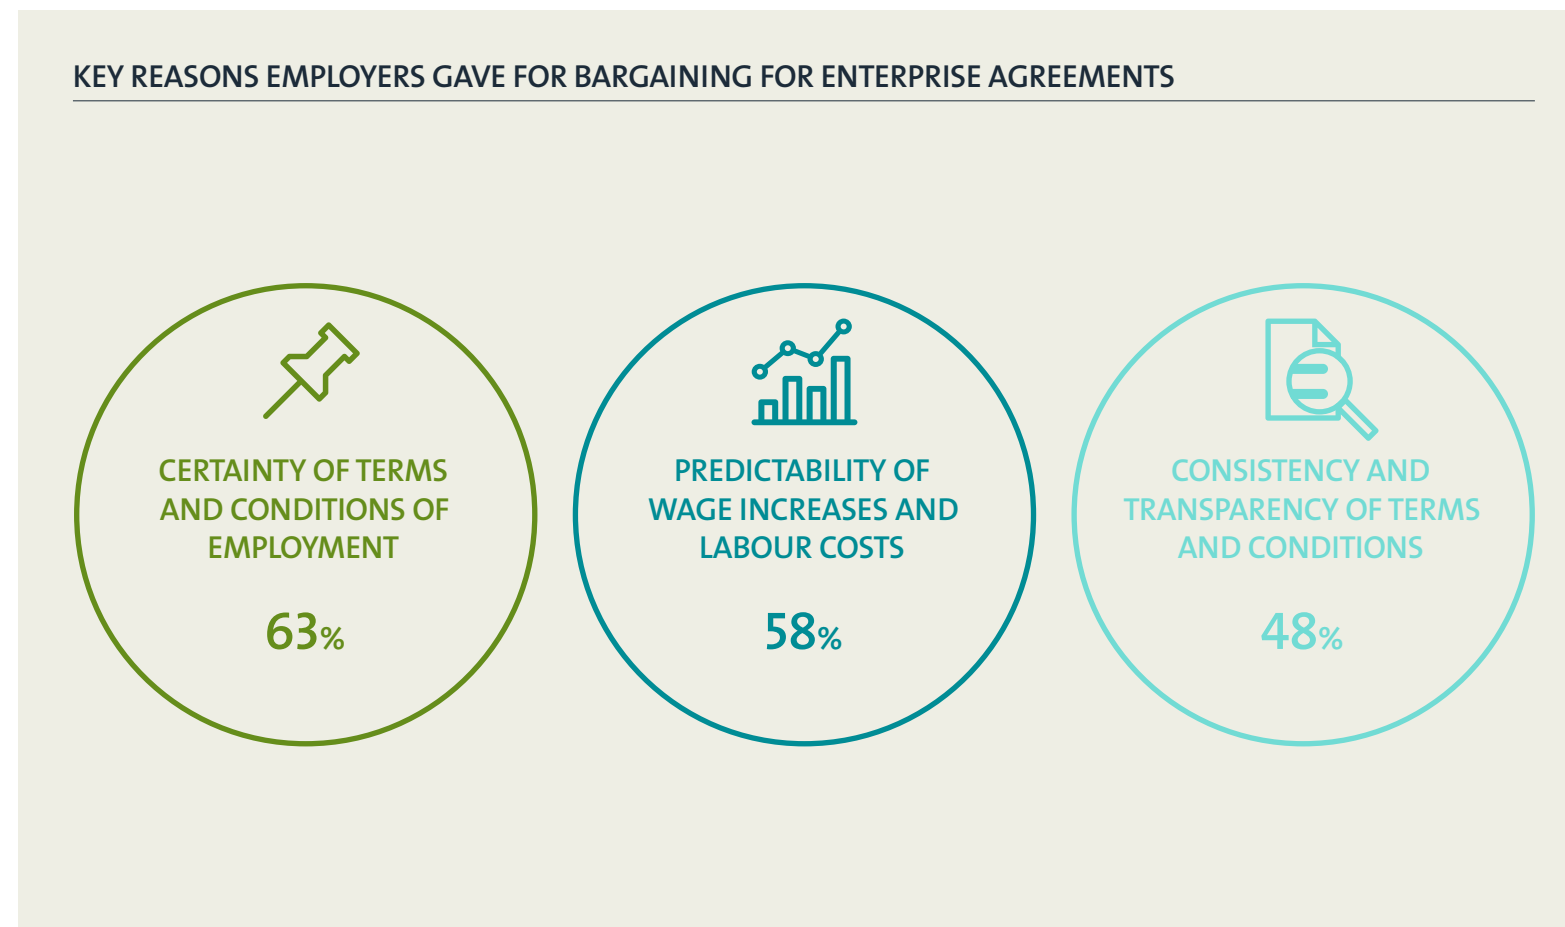 KEY REASONS EMPLOYERS GAVE FOR BARGAINING FOR ENTERPRISE AGREEMENTS
CERTAINTY OF TERMS
AND CONDITIONS OF
EMPLOYMENT
63%
PREDICTABILITY OF
WAGE INCREASES AND
LABOUR COSTS
58%
CONSISTENCY AND
TRANSPARENCY OF TERMS
AND CONDITIONS
48%